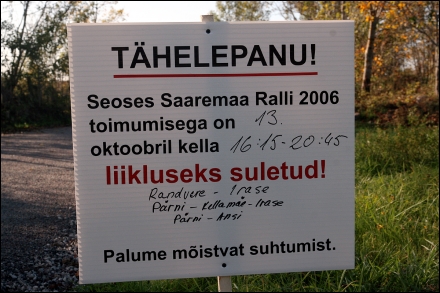 TÄHELEPANU!
Seoses Saaremaa Ralli 2006
toimumisega on 13.
oktoobril kella 16:15-20:45
liikluseks suletud!
Randvere - Irase
Pärni - Kellamäe - Irase
Pärni - Ansi
Palume mõistvat suhtumist.